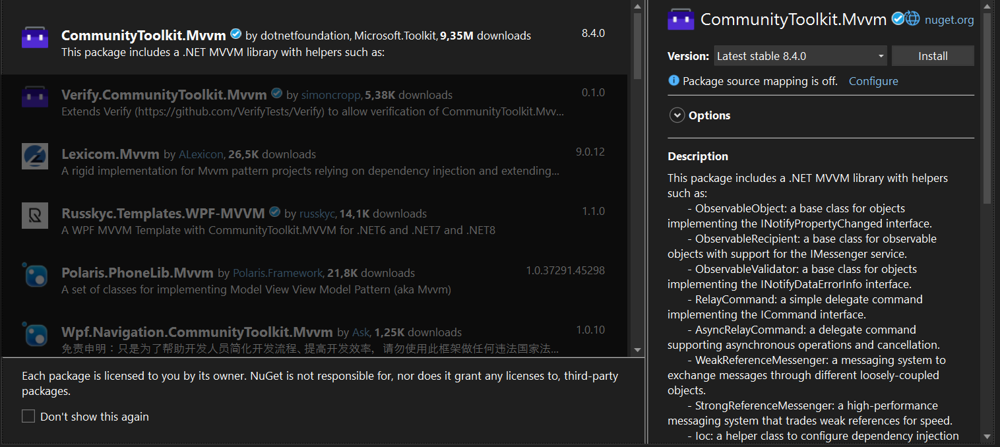 CommunityToolkit.Mvvm by dotnetfoundation, Microsoft.Toolkit, 9,35M downloads 8.4.0
This package includes a .NET MVVM library with helpers such as:
Verify.CommunityToolkit.Mvvm by simoncropp, 5,38K downloads 0.1.0
Extends Verify (https://github.com/VerifyTests/Verify) to allow verification of CommunityToolkit.Mvv...
Lexicom.Mvvm by ALexicon, 26,5K downloads 9.0.12
A rigid implementation for Mvvm pattern projects relying on dependency injection and extending...
Russkyc.Templates.WPF-MVVM by russkyc, 14,1K downloads 1.1.0
A WPF MVVM Template with CommunityToolkit.MVVM for .NET6 and .NET7 and .NET8
Polaris.PhoneLib.Mvvm by Polaris.Framework, 21,8K downloads 1.0.37291.45298
A set of classes for implementing Model View View Model Pattern (aka Mvvm)
Wpf.Navigation.CommunityToolkit.Mvvm by Ask, 1,25K downloads 1.0.10
免责申明：只是为了帮助开发人员简化开发流程、提高开发效率，请勿使用此框架做任何违法国家法...
Each package is licensed to you by its owner. NuGet is not responsible for, nor does it grant any licenses to, third-party
packages.
Don't show this again
CommunityToolkit.Mvvm nuget.org
Version: Latest stable 8.4.0 Install
Package source mapping is off. Configure
Options
Description
This package includes a .NET MVVM library with helpers
such as:
- ObservableObject: a base class for objects
implementing the INotifyPropertyChanged interface.
- ObservableRecipient: a base class for observable
objects with support for the IMessenger service.
- ObservableValidator: a base class for objects
implementing the INotifyDataErrorInfo interface.
- RelayCommand: a simple delegate command
implementing the ICommand interface.
- AsyncRelayCommand: a delegate command
supporting asynchronous operations and cancellation.
- WeakReferenceMessenger: a messaging system to
exchange messages through different loosely-coupled
objects.
- StrongReferenceMessenger: a high-performance
messaging system that trades weak references for speed.
- Ioc: a helper class to configure dependency injection